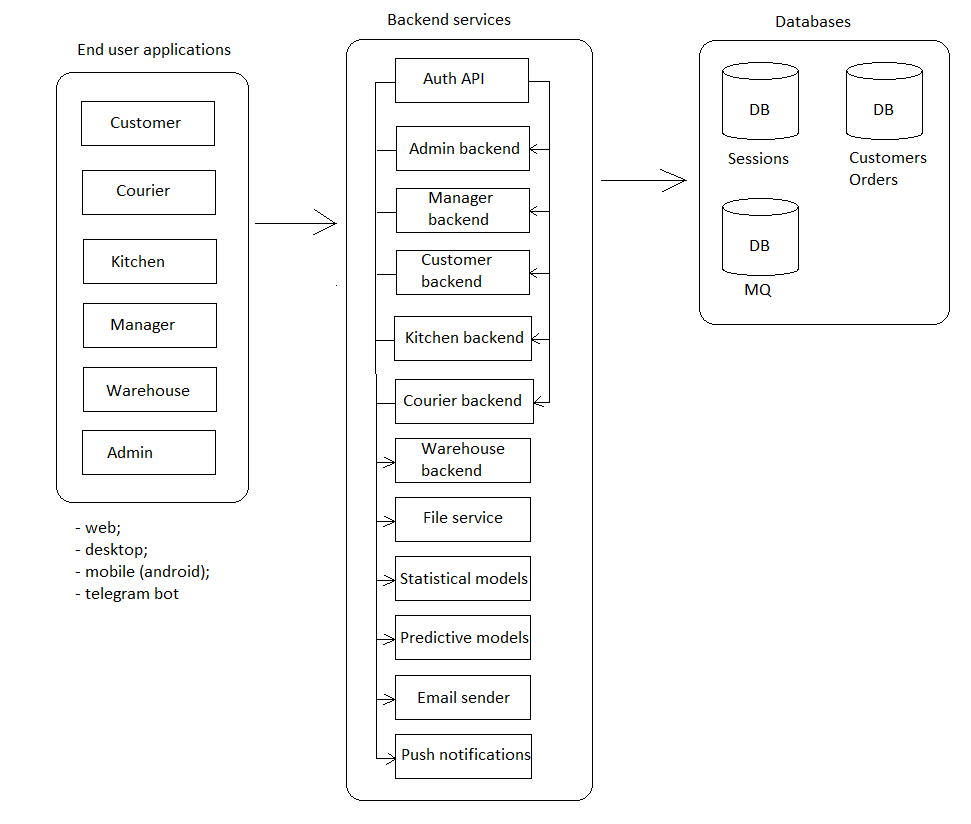 End user applications
Customer
Courier
Kitchen
Manager
Warehouse
Admin
- web;
- desktop;
- mobile (android);
- telegram bot
Backend services
Auth API
Admin backend
Manager
backend
Customer
backend
Kitchen backend
Courier backend
Warehouse
backend
File service
Statistical models
Predictive models
Email sender
Push notifications
Databases
DB
Sessions
DB
Customers
Orders
DB
MQ